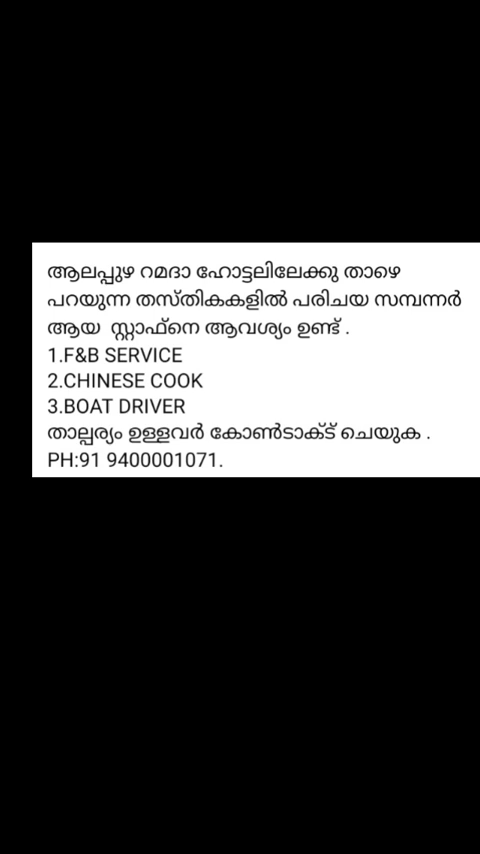 ആലപ്പുഴ റമദാ ഹോട്ടലിലേക്കു താഴെ
പറയുന്ന തസ്തികകളിൽ പരിചയ സമ്പന്നർ
ആയ സ്റ്റാഫ്നെ ആവശ്യം ഉണ്ട് .
1.F&B SERVICE
2.CHINESE COOK
3.BOAT DRIVER
താല്പര്യം ഉള്ളവർ കോൺടാക്ട് ചെയുക .
PH:91 9400001071.